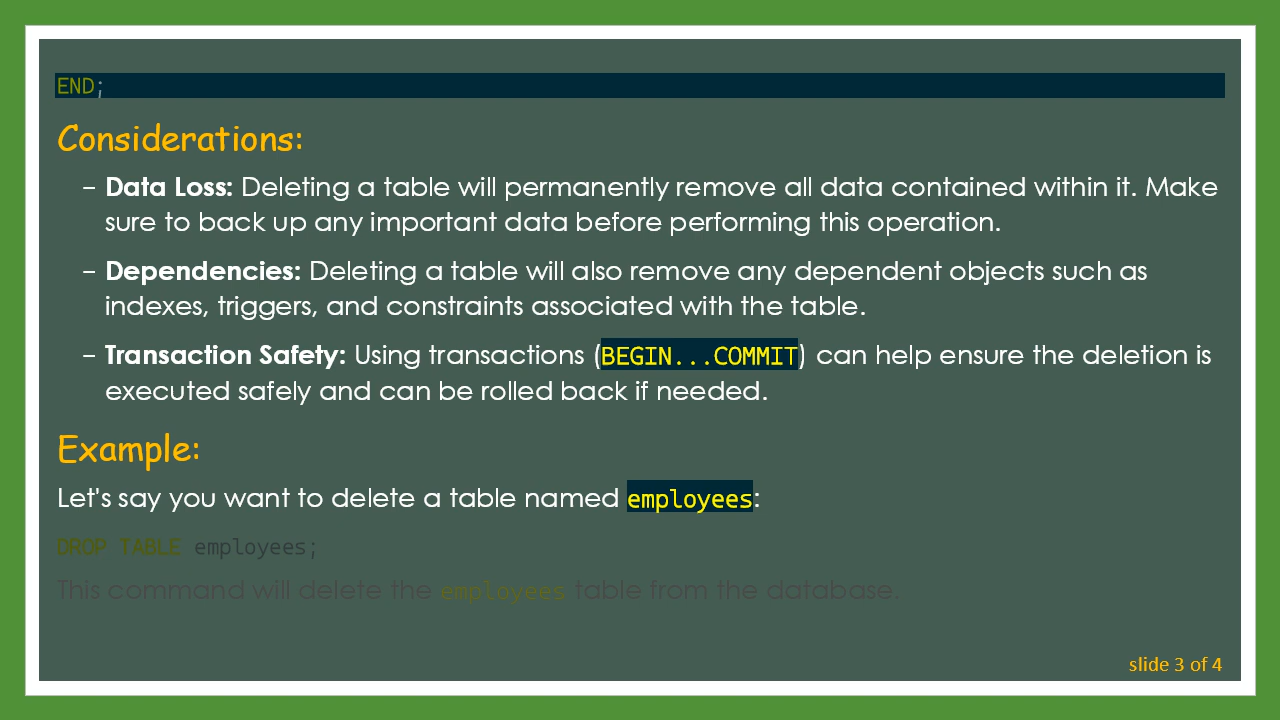 END;
Considerations:
– Data Loss: Deleting a table will permanently remove all data contained within it. Make
sure to back up any important data before performing this operation.
– Dependencies: Deleting a table will also remove any dependent objects such as
indexes, triggers, and constraints associated with the table.
– Transaction Safety: Using transactions (BEGIN...COMMIT) can help ensure the deletion is
executed safely and can be rolled back if needed.
Example:
Let's say you want to delete a table named employees:
DROP TABLE employees;
This command will delete the employees table from the database.
slide 3 of 4